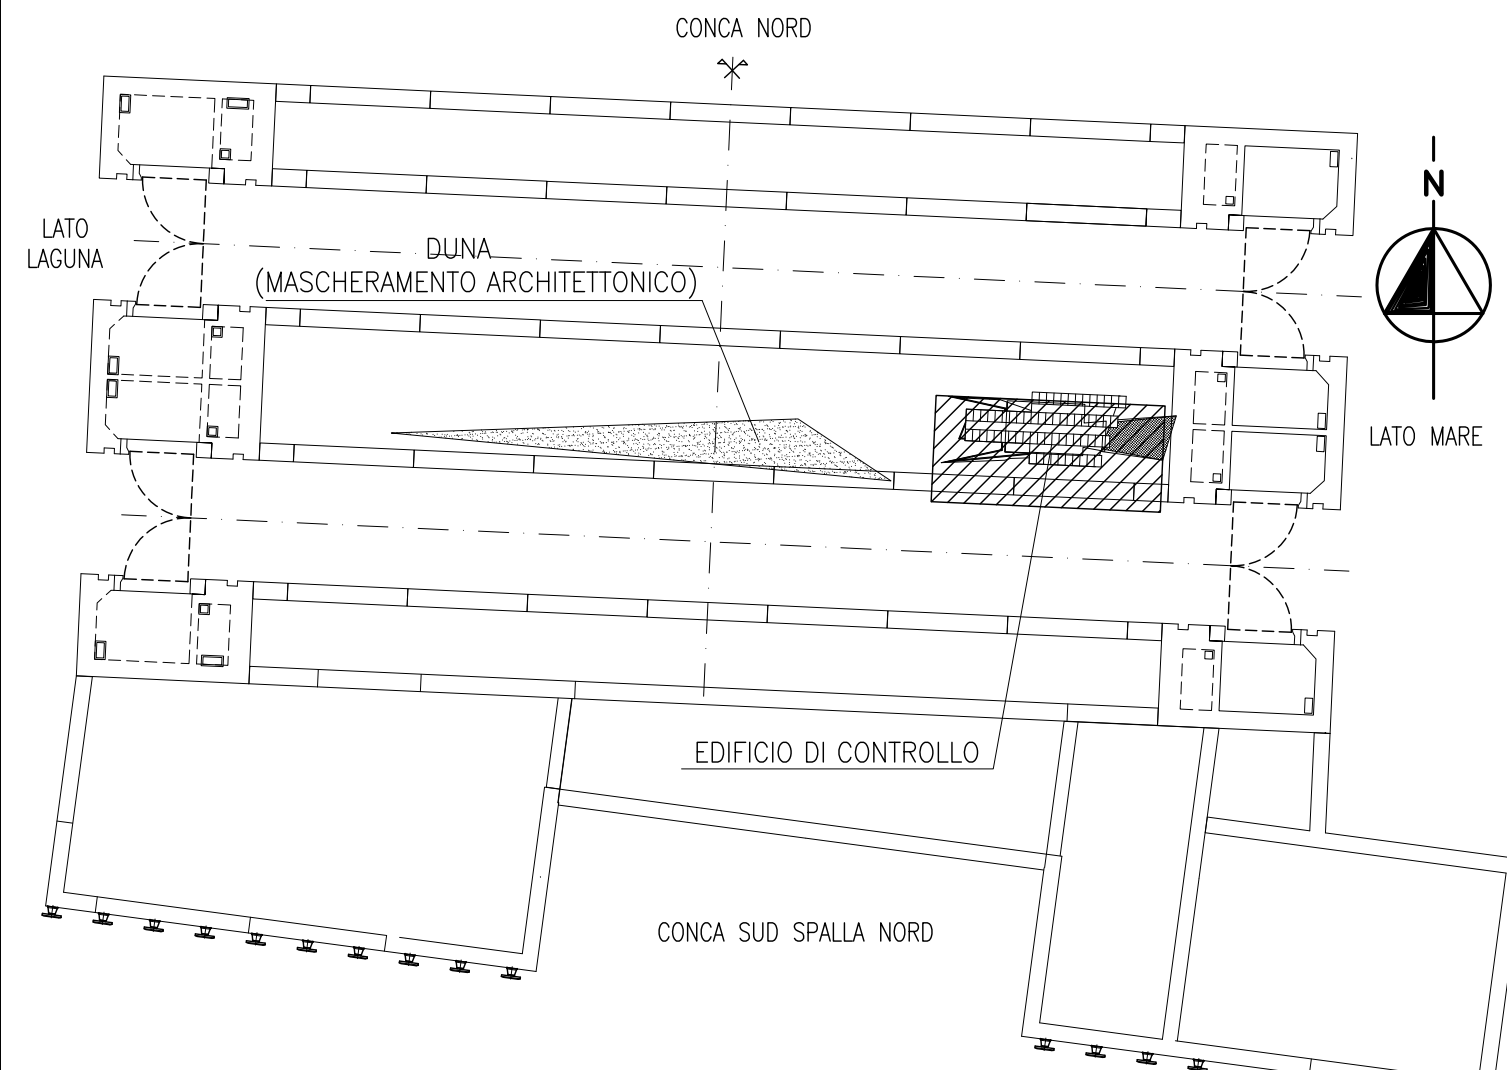 CONCA NORD
N
LATO
LAGUNA
DUNA
(MASCHERAMENTO ARCHITETTONICO)
LATO MARE
EDIFICIO DI CONTROLLO
CONCA SUD SPALLA NORD